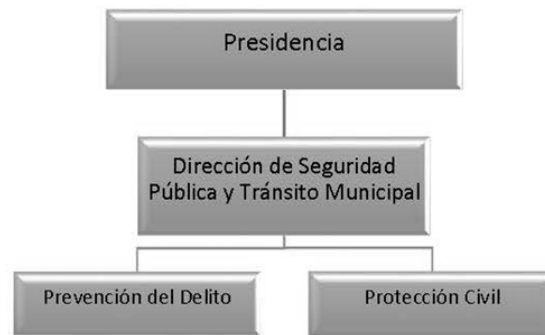 Presidencia
Dirección de Seguridad
Pública y Tránsito Municipal
Prevención del Delito
Protección Civil